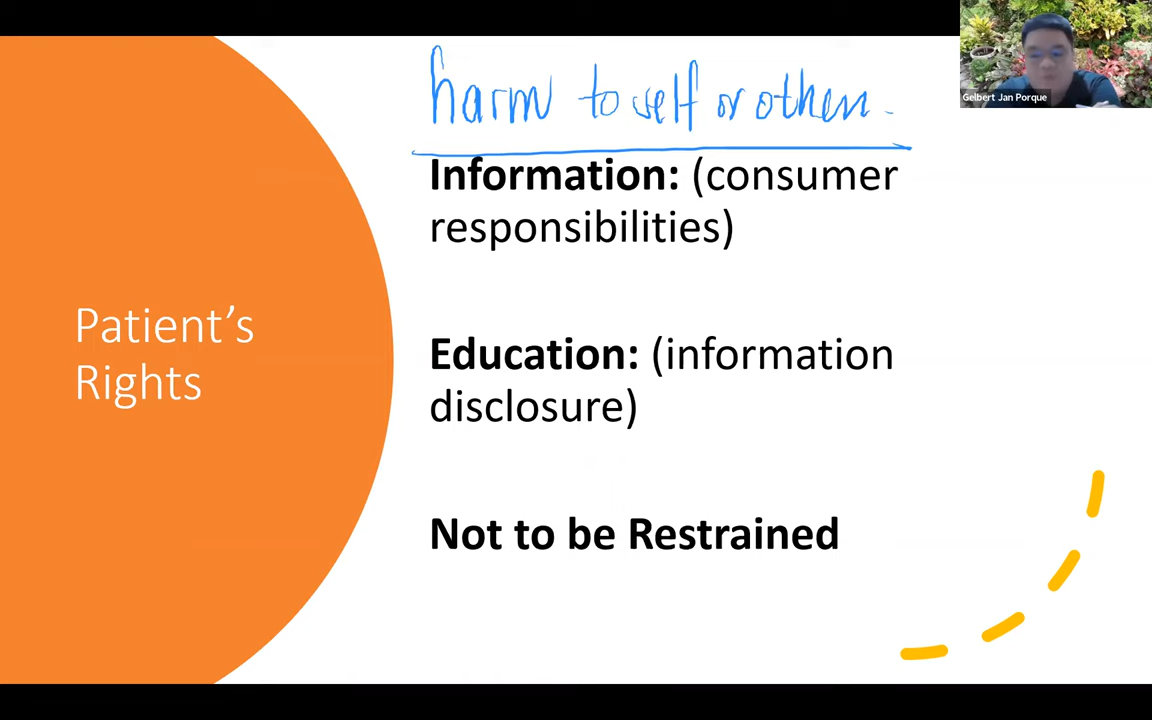 harm to self or others.
Gelbert Jan Porque
Information: (consumer
responsibilities)
Patient’s
Rights
Education: (information
disclosure)
Not to be Restrained